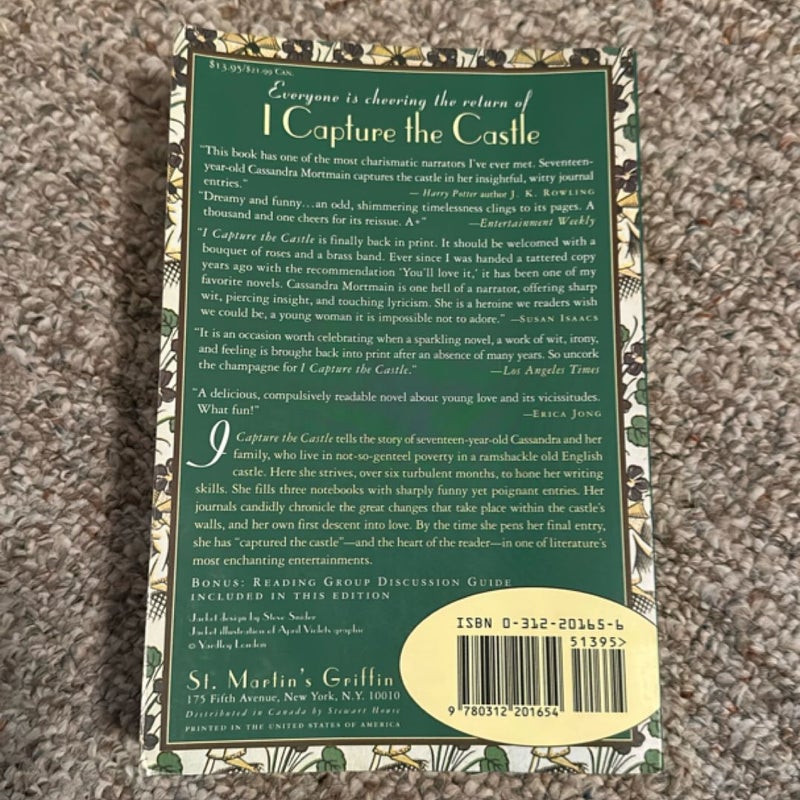 $13.95/$21.99 CAN.
Everyone is cheering the return of
I Capture the Castle
"This book has one of the most charismatic narrators I've ever met. Seventeen-
year-old Cassandra Mortmain captures the castle in her insightful, witty journal
entries."
— Harry Potter author J. K. ROWLING
"Dreamy and funny…an odd, shimmering timelessness clings to its pages. A
thousand and one cheers for its reissue. A+" —Entertainment Weekly
"I Capture the Castle is finally back in print. It should be welcomed with a
bouquet of roses and a brass band. Ever since I was handed a tattered copy
years ago with the recommendation 'You'll love it,' it has been one of my
favorite novels. Cassandra Mortmain is one hell of a narrator, offering sharp
wit, piercing insight, and touching lyricism. She is a heroine we readers wish
we could be, a young woman it is impossible not to adore." —SUSAN ISAACS
"It is an occasion worth celebrating when a sparkling novel, a work of wit, irony,
and feeling is brought back into print after an absence of many years. So uncork
the champagne for I Capture the Castle." —Los Angeles Times
"A delicious, compulsively readable novel about young love and its vicissitudes.
What fun!" —ERICA JONG
I Capture the Castle tells the story of seventeen-year-old Cassandra and her
family, who live in not-so-genteel poverty in a ramshackle old English
castle. Here she strives, over six turbulent months, to hone her writing
skills. She fills three notebooks with sharply funny yet poignant entries. Her
journals candidly chronicle the great changes that take place within the castle's
walls, and her own first descent into love. By the time she pens her final entry,
she has "captured the castle"—and the heart of the reader—in one of literature's
most enchanting entertainments.
BONUS: READING GROUP DISCUSSION GUIDE
INCLUDED IN THIS EDITION
Jacket design by Steve Snider
Jacket illustration of April Violets graphic
© Yardley London
St. Martin's Griffin
175 Fifth Avenue, New York, N.Y. 10010
Distributed in Canada by Stewart House
PRINTED IN THE UNITED STATES OF AMERICA
ISBN 0-312-20165-6
51395>
9 780312 201654